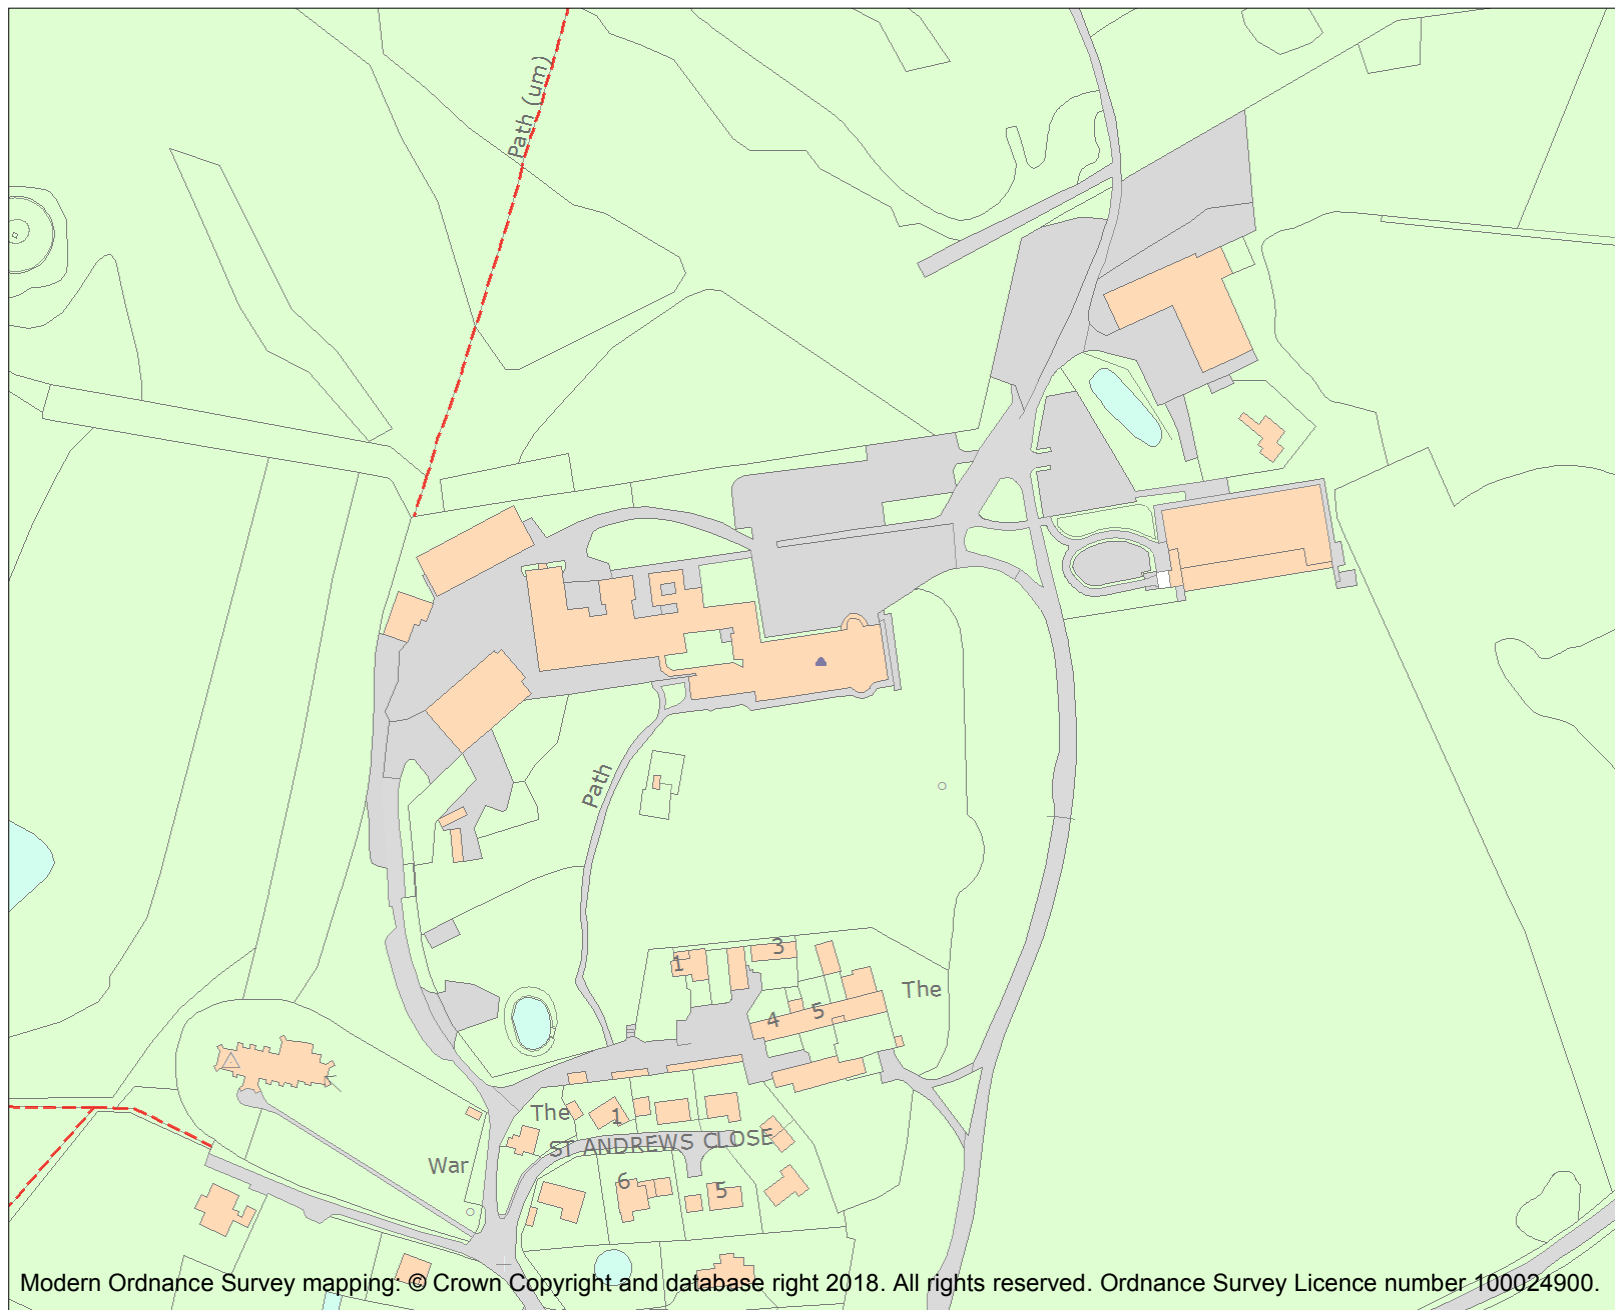 Path (um)
Path
1
3
The
4
5
The
1
ST ANDREWS CLOSE
War
6
5
Modern Ordnance Survey mapping: © Crown Copyright and database right 2018. All rights reserved. Ordnance Survey Licence number 100024900.